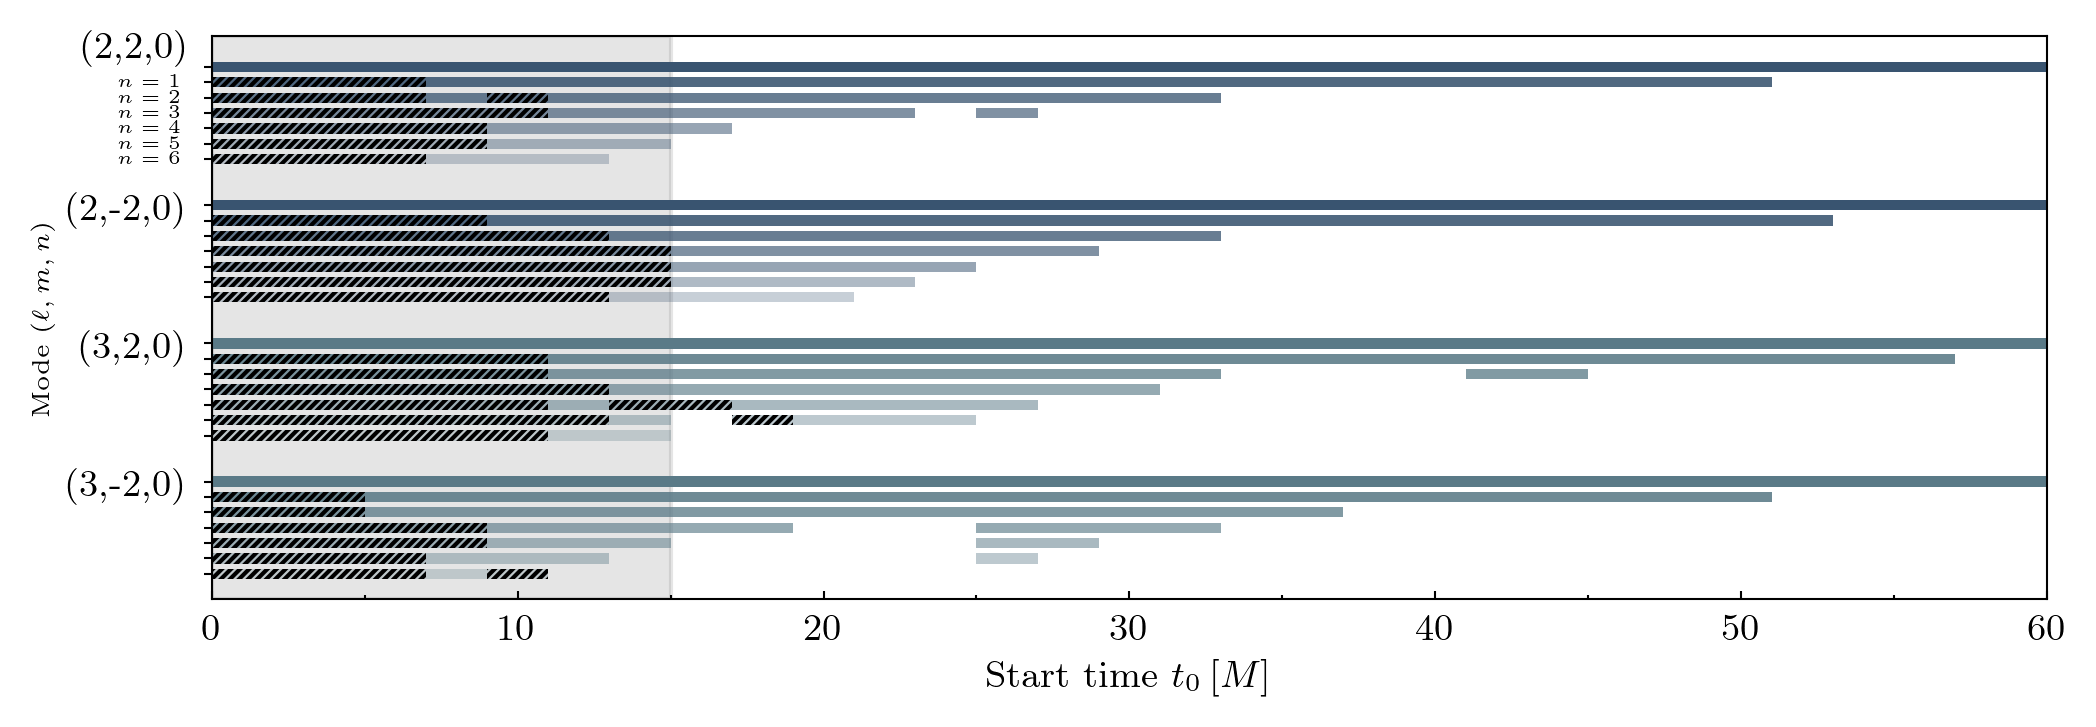 (2,2,0)
n = 1
n = 2
n = 3
n = 4
n = 5
n = 6
(2,-2,0)
(3,2,0)
(3,-2,0)
Mode (ℓ, m, n)
0 10 20 30 40 50 60
Start time t₀ [M]